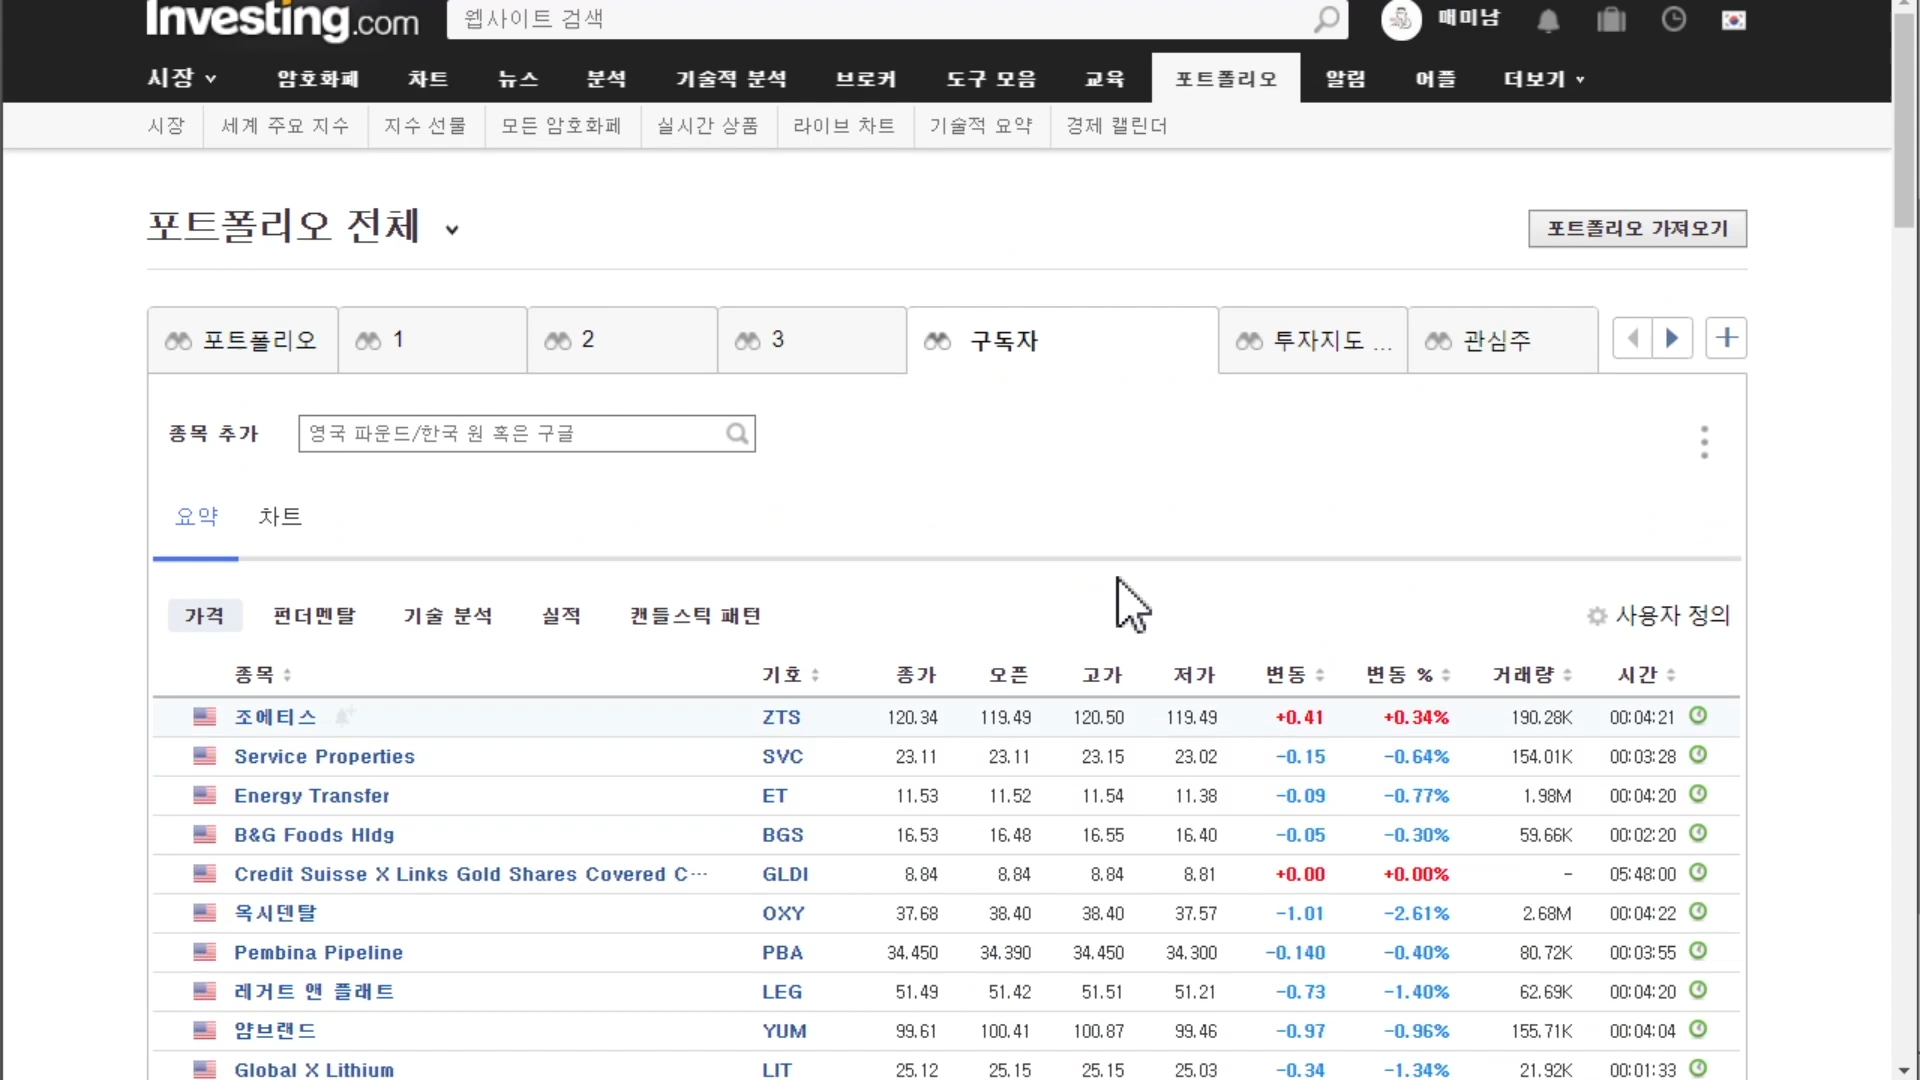 Investing.com 웹사이트 검색 매미남
시장 암호화폐 차트 뉴스 분석 기술적 분석 브로커 도구 모음 교육 포트폴리오 알림 어플 더보기
시장 세계 주요 지수 지수 선물 모든 암호화폐 실시간 상품 라이브 차트 기술적 요약 경제 캘린더
포트폴리오 전체 포트폴리오 가져오기
포트폴리오 1 2 3 구독자 투자지도 ... 관심주 +
종목 추가 영국 파운드/한국 원 혹은 구글
요약 차트
가격 펀더멘탈 기술 분석 실적 캔들스틱 패턴 사용자 정의
종목 기호 종가 오픈 고가 저가 변동 변동 % 거래량 시간
조에티스 ZTS 120.34 119.49 120.50 119.49 +0.41 +0.34% 190.28K 00:04:21
Service Properties SVC 23.11 23.11 23.15 23.02 -0.15 -0.64% 154.01K 00:03:28
Energy Transfer ET 11.53 11.52 11.54 11.38 -0.09 -0.77% 1.98M 00:04:20
B&G Foods Hldg BGS 16.53 16.48 16.55 16.40 -0.05 -0.30% 59.66K 00:02:20
Credit Suisse X Links Gold Shares Covered C... GLDI 8.84 8.84 8.84 8.81 +0.00 +0.00% - 05:48:00
옥시덴탈 OXY 37.68 38.40 38.40 37.57 -1.01 -2.61% 2.68M 00:04:22
Pembina Pipeline PBA 34.450 34.390 34.450 34.300 -0.140 -0.40% 80.72K 00:03:55
레거트 앤 플래트 LEG 51.49 51.42 51.51 51.21 -0.73 -1.40% 62.69K 00:04:20
얌브랜드 YUM 99.61 100.41 100.87 99.46 -0.97 -0.96% 155.71K 00:04:04
Global X Lithium LIT 25.12 25.15 25.15 25.03 -0.34 -1.34% 21.92K 00:01:33